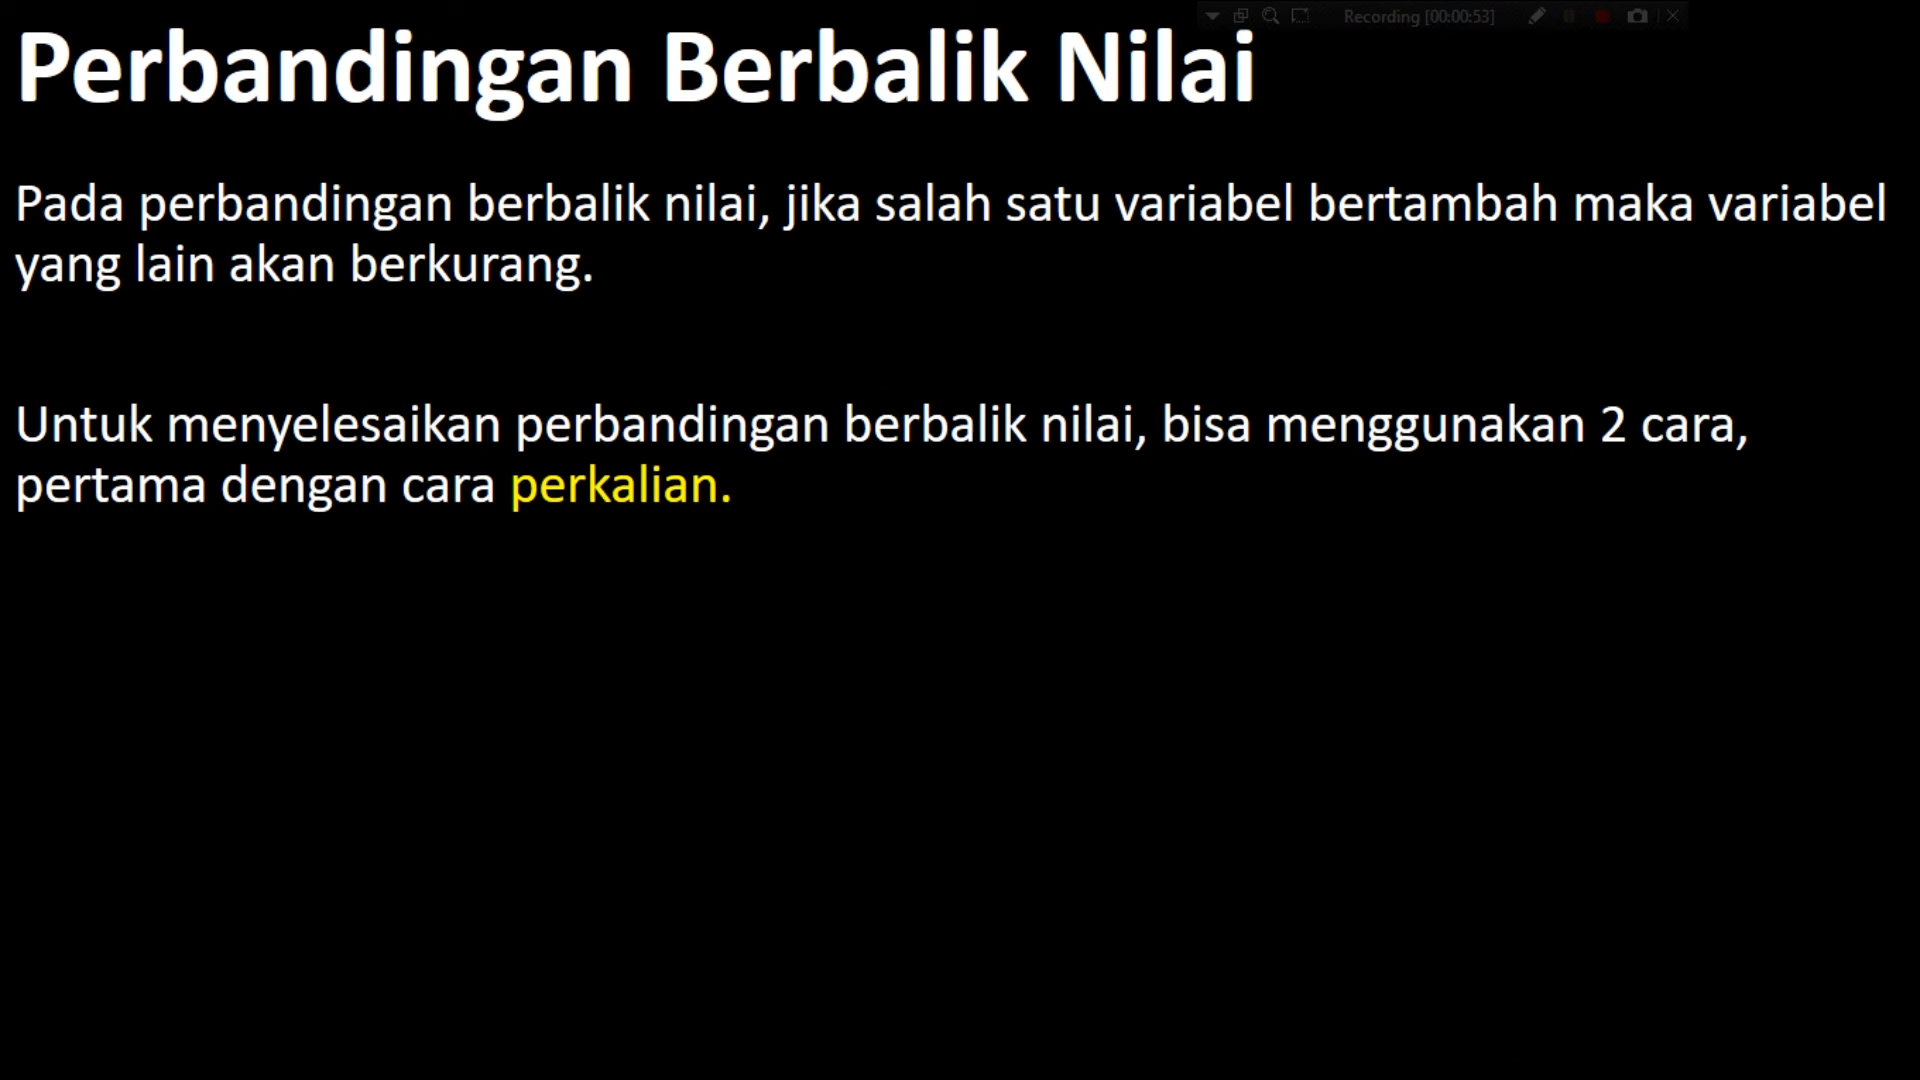 Recording [00:00:53]
Perbandingan Berbalik Nilai
Pada perbandingan berbalik nilai, jika salah satu variabel bertambah maka variabel
yang lain akan berkurang.
Untuk menyelesaikan perbandingan berbalik nilai, bisa menggunakan 2 cara,
pertama dengan cara perkalian.